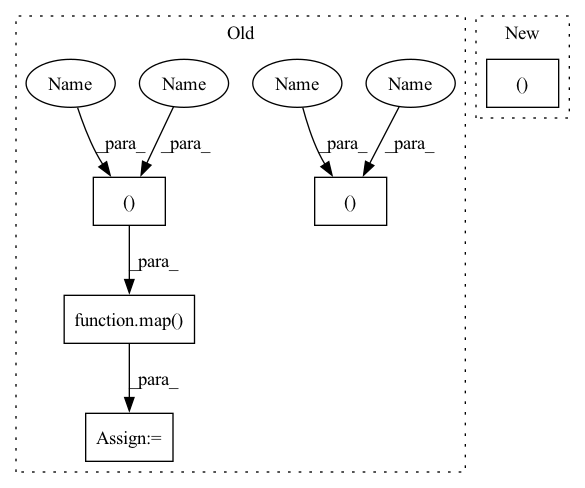 Old
New
Name
Name
Name
Name
()
_para_
_para_
_para_
_para_
()
()
_para_
function.map()
_para_
Assign:=